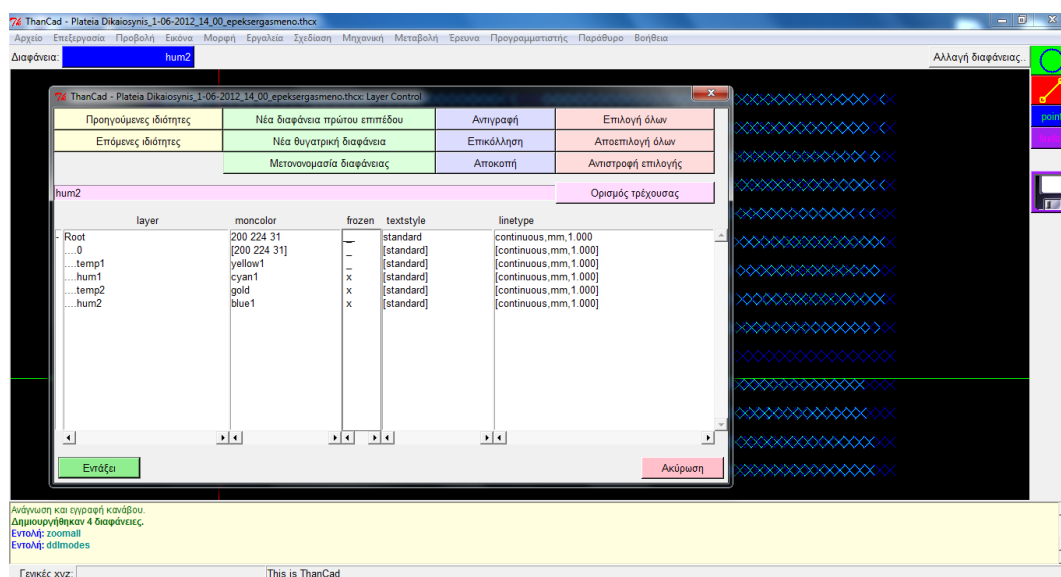 ThanCad - Plateia Dikaiosynis_1-06-2012_14_00_epeksergasmeno.thcx
Αρχείο Επεξεργασία Προβολή Εικόνα Μορφή Εργαλεία Σχεδίαση Μηχανική Μεταβολή Έρευνα Προγραμματιστής Παράθυρο Βοήθεια
Διαφάνεια: hum2 Αλλαγή διαφάνειας..
ThanCad - Plateia Dikaiosynis_1-06-2012_14_00_epeksergasmeno.thcx: Layer Control
point
Προηγούμενες ιδιότητες Νέα διαφάνεια πρώτου επιπέδου Αντιγραφή Επιλογή όλων
Επόμενες ιδιότητες Νέα θυγατρική διαφάνεια Επικόλληση Αποεπιλογή όλων
Μετονονομασία διαφάνειας Αποκοπή Αντιστροφή επιλογής
hum2 Ορισμός τρέχουσας
layer moncolor frozen textstyle linetype
- Root 200 224 31 _ standard continuous,mm,1.000
....0 [200 224 31] _ [standard] [continuous,mm,1.000]
....temp1 yellow1 _ [standard] [continuous,mm,1.000]
....hum1 cyan1 x [standard] [continuous,mm,1.000]
....temp2 gold x [standard] [continuous,mm,1.000]
....hum2 blue1 x [standard] [continuous,mm,1.000]
Εντάξει Ακύρωση
Ανάγνωση και εγγραφή κανάβου.
Δημιουργήθηκαν 4 διαφάνειες.
Εντολή: zoomall
Εντολή: ddlmodes
Γενικές xyz: This is ThanCad